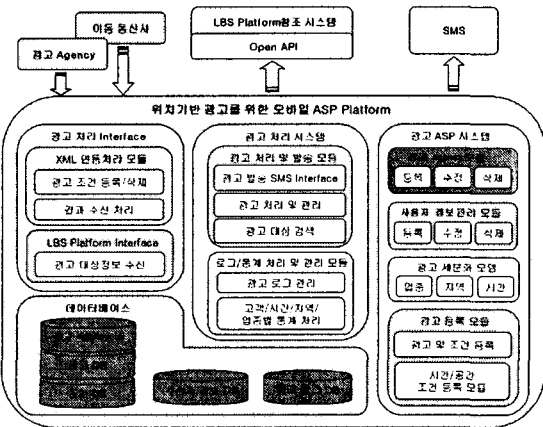 이동 통신사
광고 Agency
LBS Platform참조 시스템
Open API
SMS
위치기반 광고를 위한 모바일 ASP Platform
광고 처리 Interface
XML 연동처리 모듈
광고 조건 등록/삭제
결과 수신 처리
LBS Platform Interface
광고 대상정보 수신
광고 처리 시스템
광고 처리 및 발송 모듈
광고 발송 SMS Interface
광고 처리 및 관리
광고 대상 검색
로그/통계 처리 및 관리 모듈
광고 로그 관리
고객/시간/지역/
업종별 통계 처리
광고 ASP 시스템
등록 수정 삭제
사용자 정보관리 모듈
등록 수정 삭제
광고 세분화 모델
업종 지역 시간
광고 등록 모듈
광고 및 조건 등록
시간/공간
조건 등록 모듈
데이터베이스